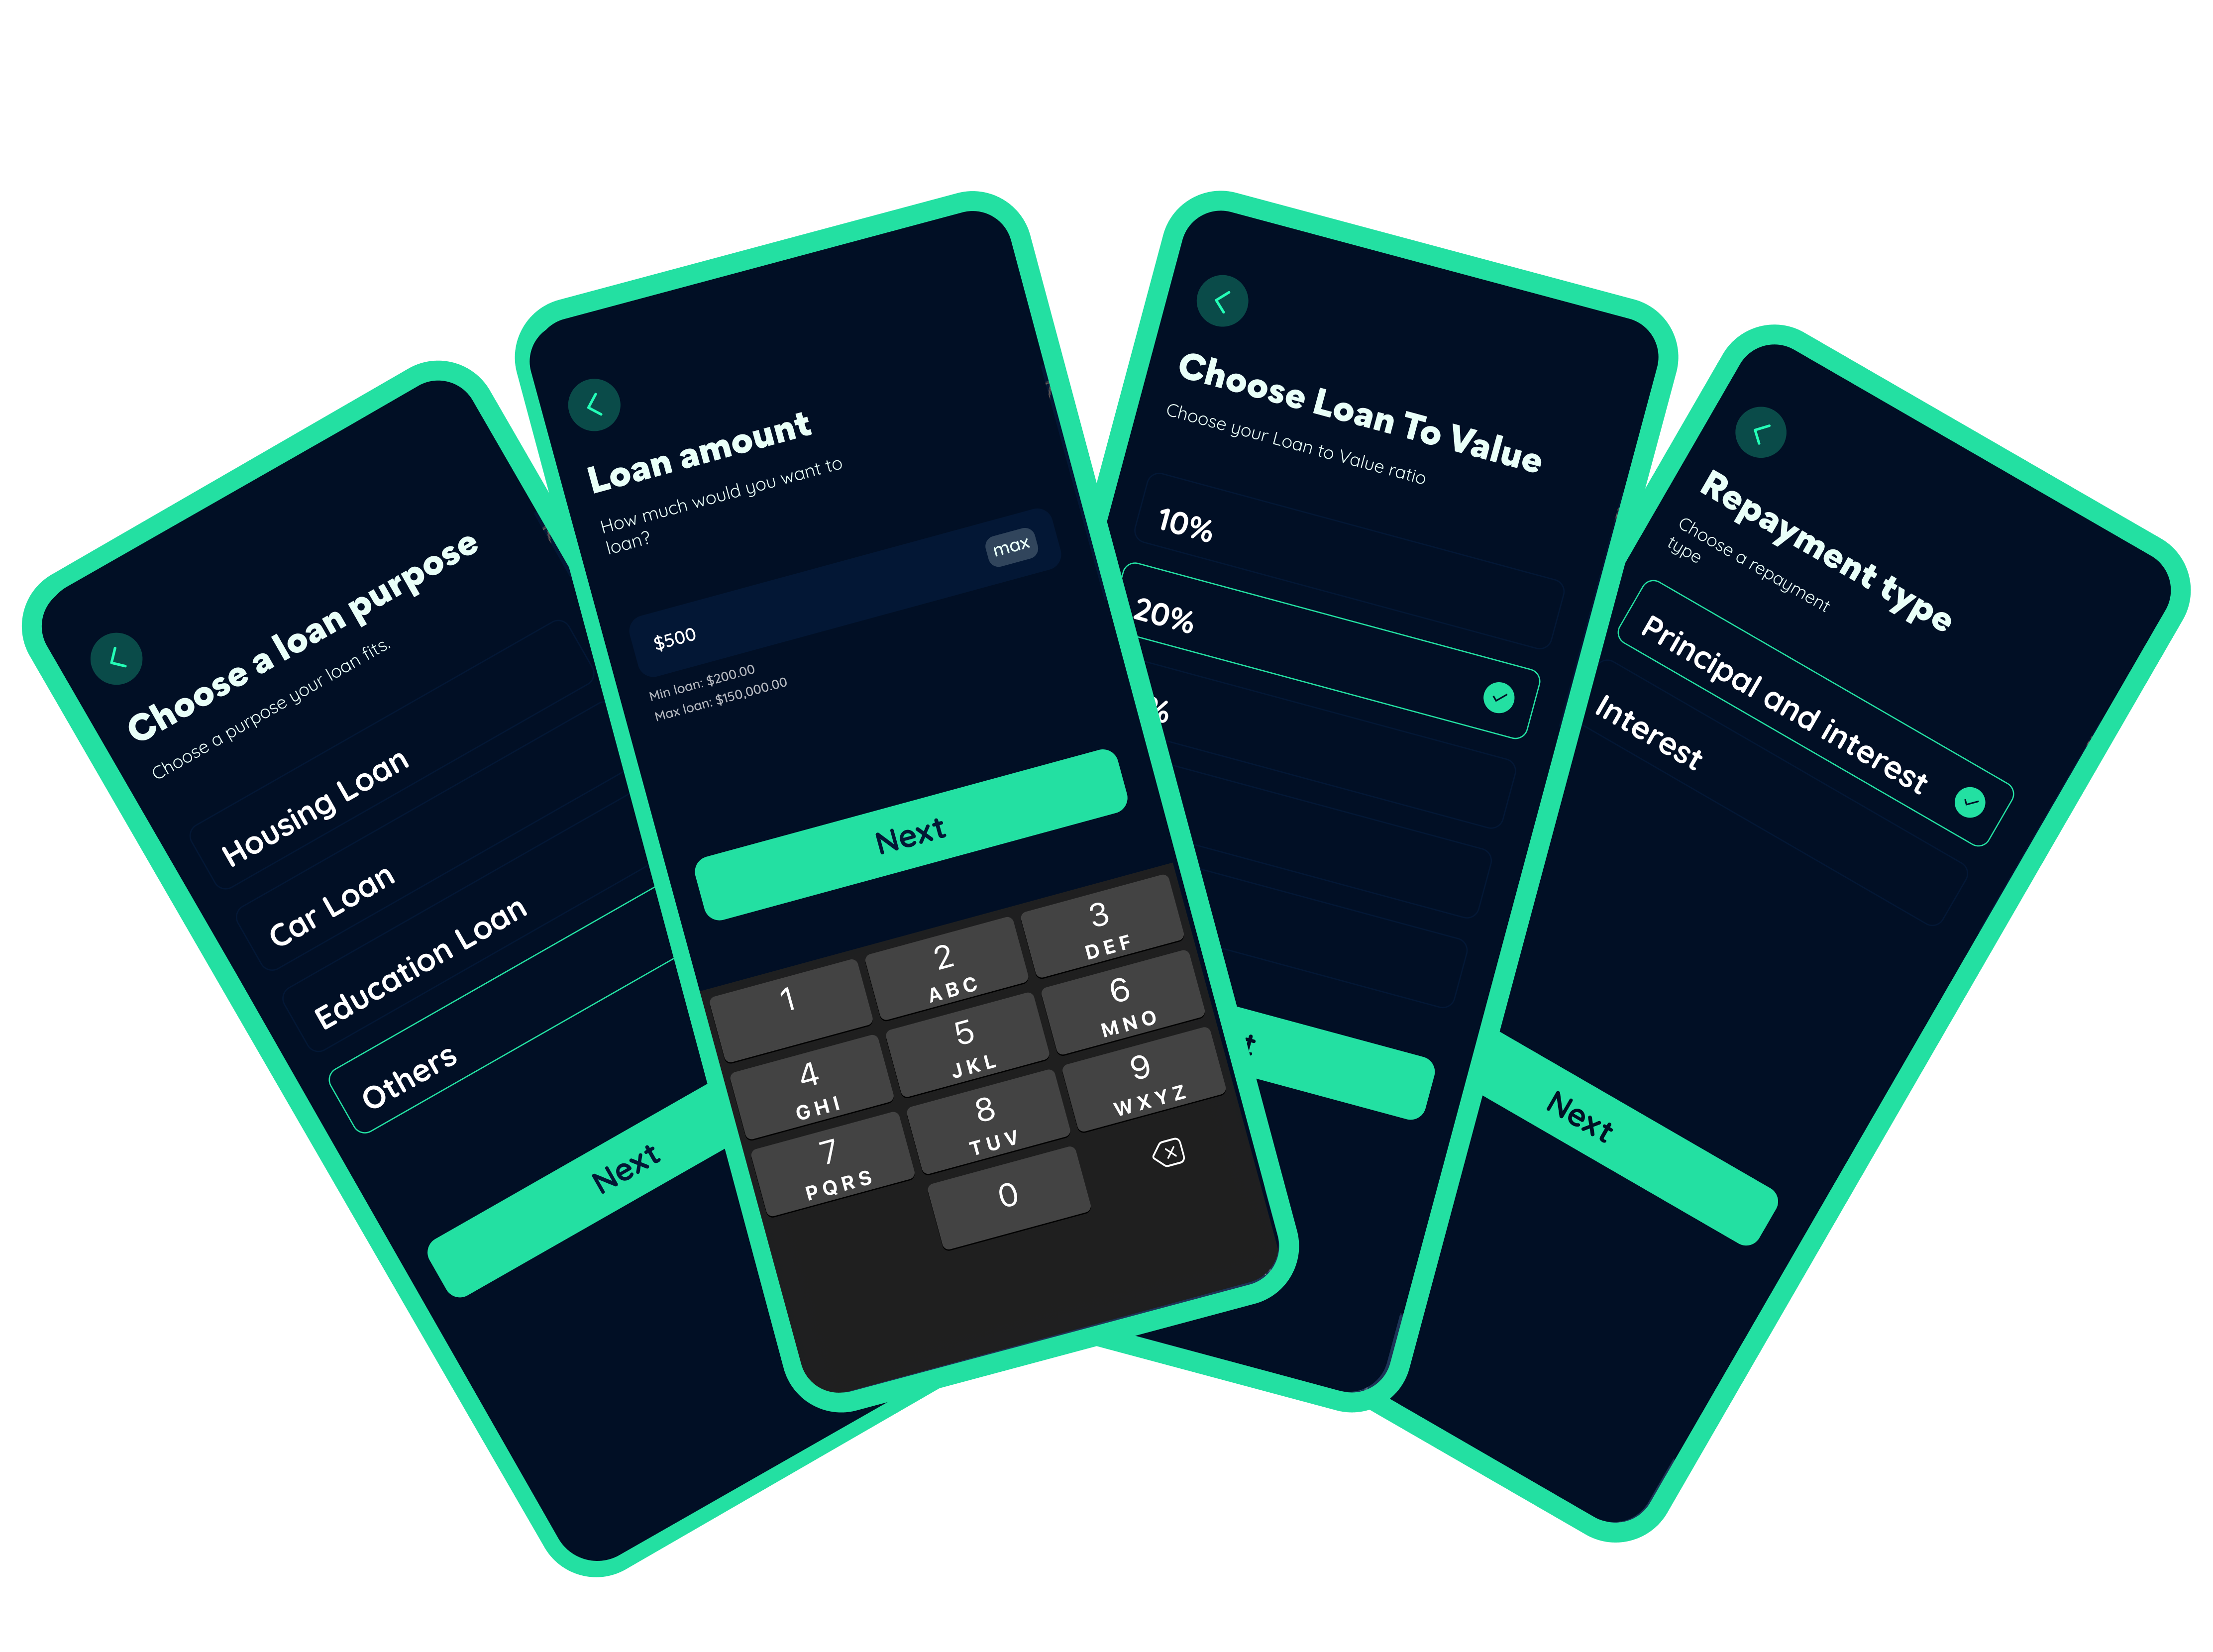 Choose a loan purpose
Choose a purpose your loan fits.
Housing Loan
Car Loan
Education Loan
Others
Next
Loan amount
How much would you want to
loan?
max
$500
Min loan: $200.00
Max loan: $150,000.00
Next
1
2
ABC
3
DEF
4
GHI
5
JKL
6
MNO
7
PQRS
8
TUV
9
WXYZ
0
Choose Loan To Value
Choose your Loan to Value ratio
10%
20%
%
t
Repayment type
Choose a repayment
type
Principal and interest
Interest
Next